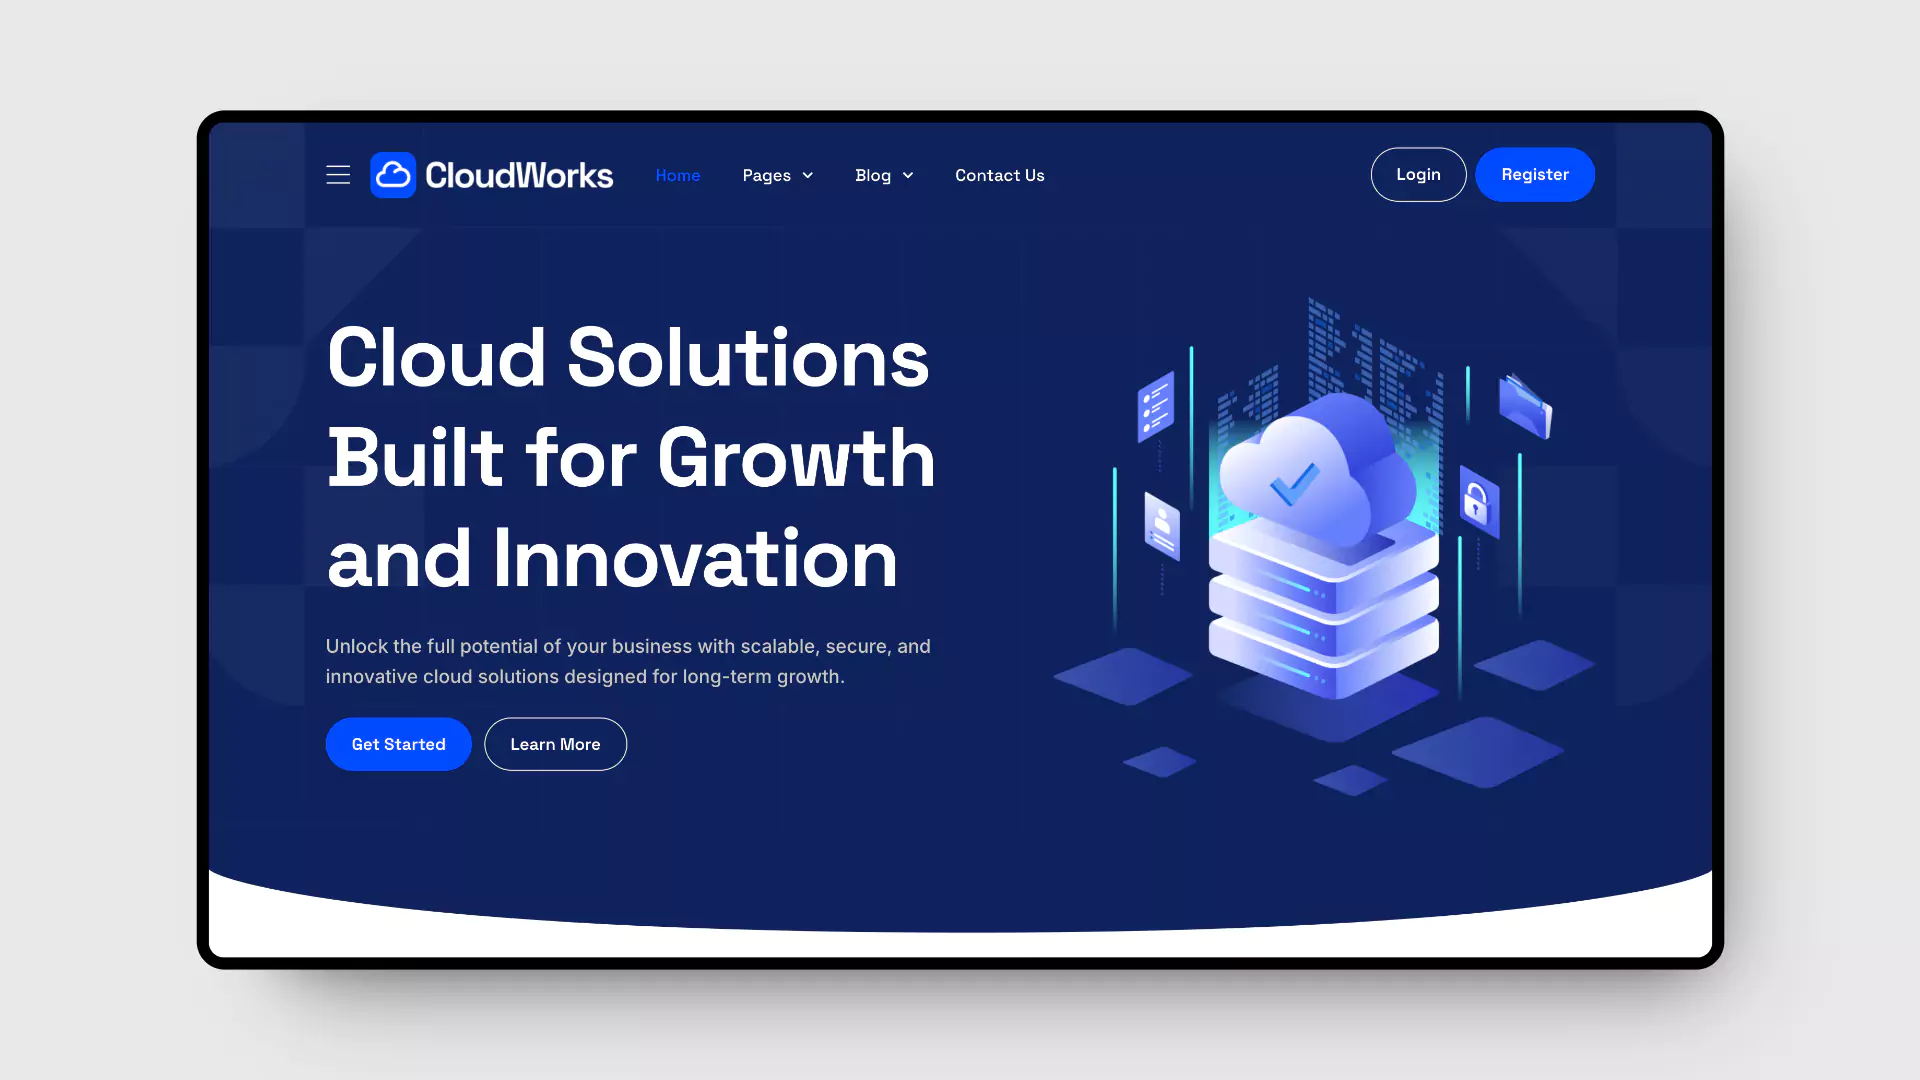 CloudWorks
Home
Pages
Blog
Contact Us
Login
Register
Cloud Solutions
Built for Growth
and Innovation
Unlock the full potential of your business with scalable, secure, and
innovative cloud solutions designed for long-term growth.
Get Started
Learn More